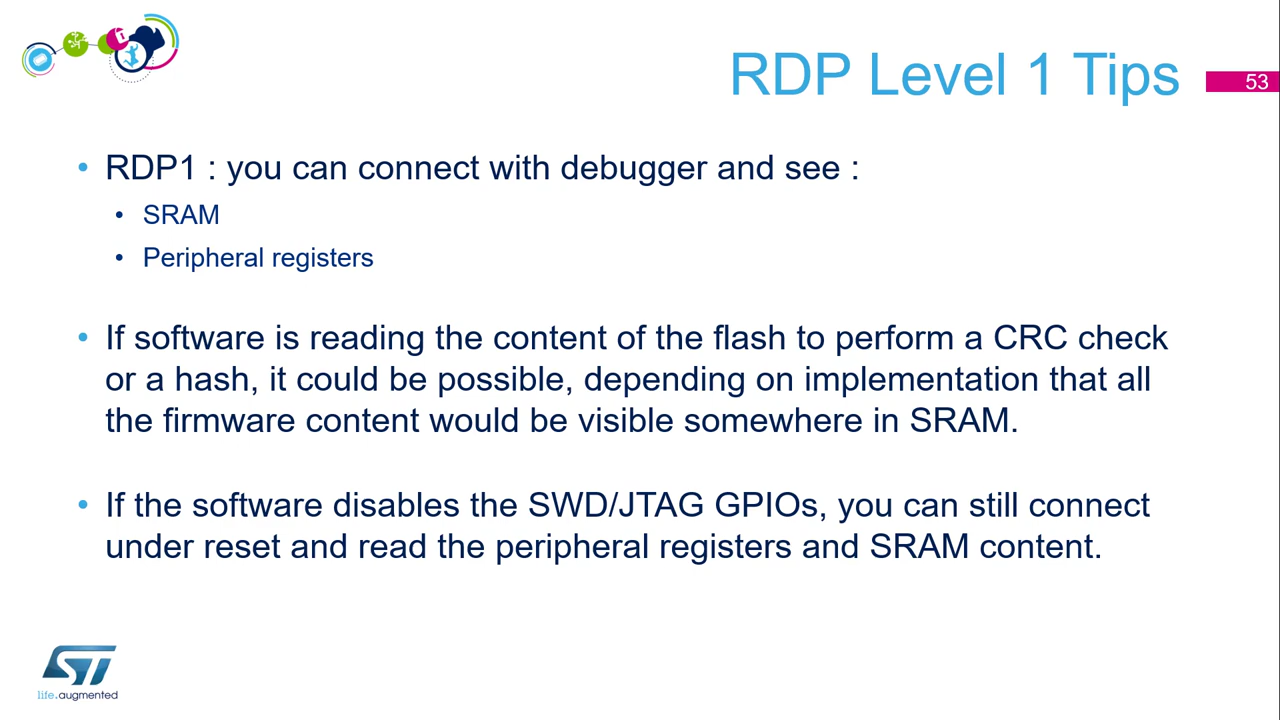 RDP Level 1 Tips
53
• RDP1 : you can connect with debugger and see :
• SRAM
• Peripheral registers
• If software is reading the content of the flash to perform a CRC check
or a hash, it could be possible, depending on implementation that all
the firmware content would be visible somewhere in SRAM.
• If the software disables the SWD/JTAG GPIOs, you can still connect
under reset and read the peripheral registers and SRAM content.
ST
life.augmented